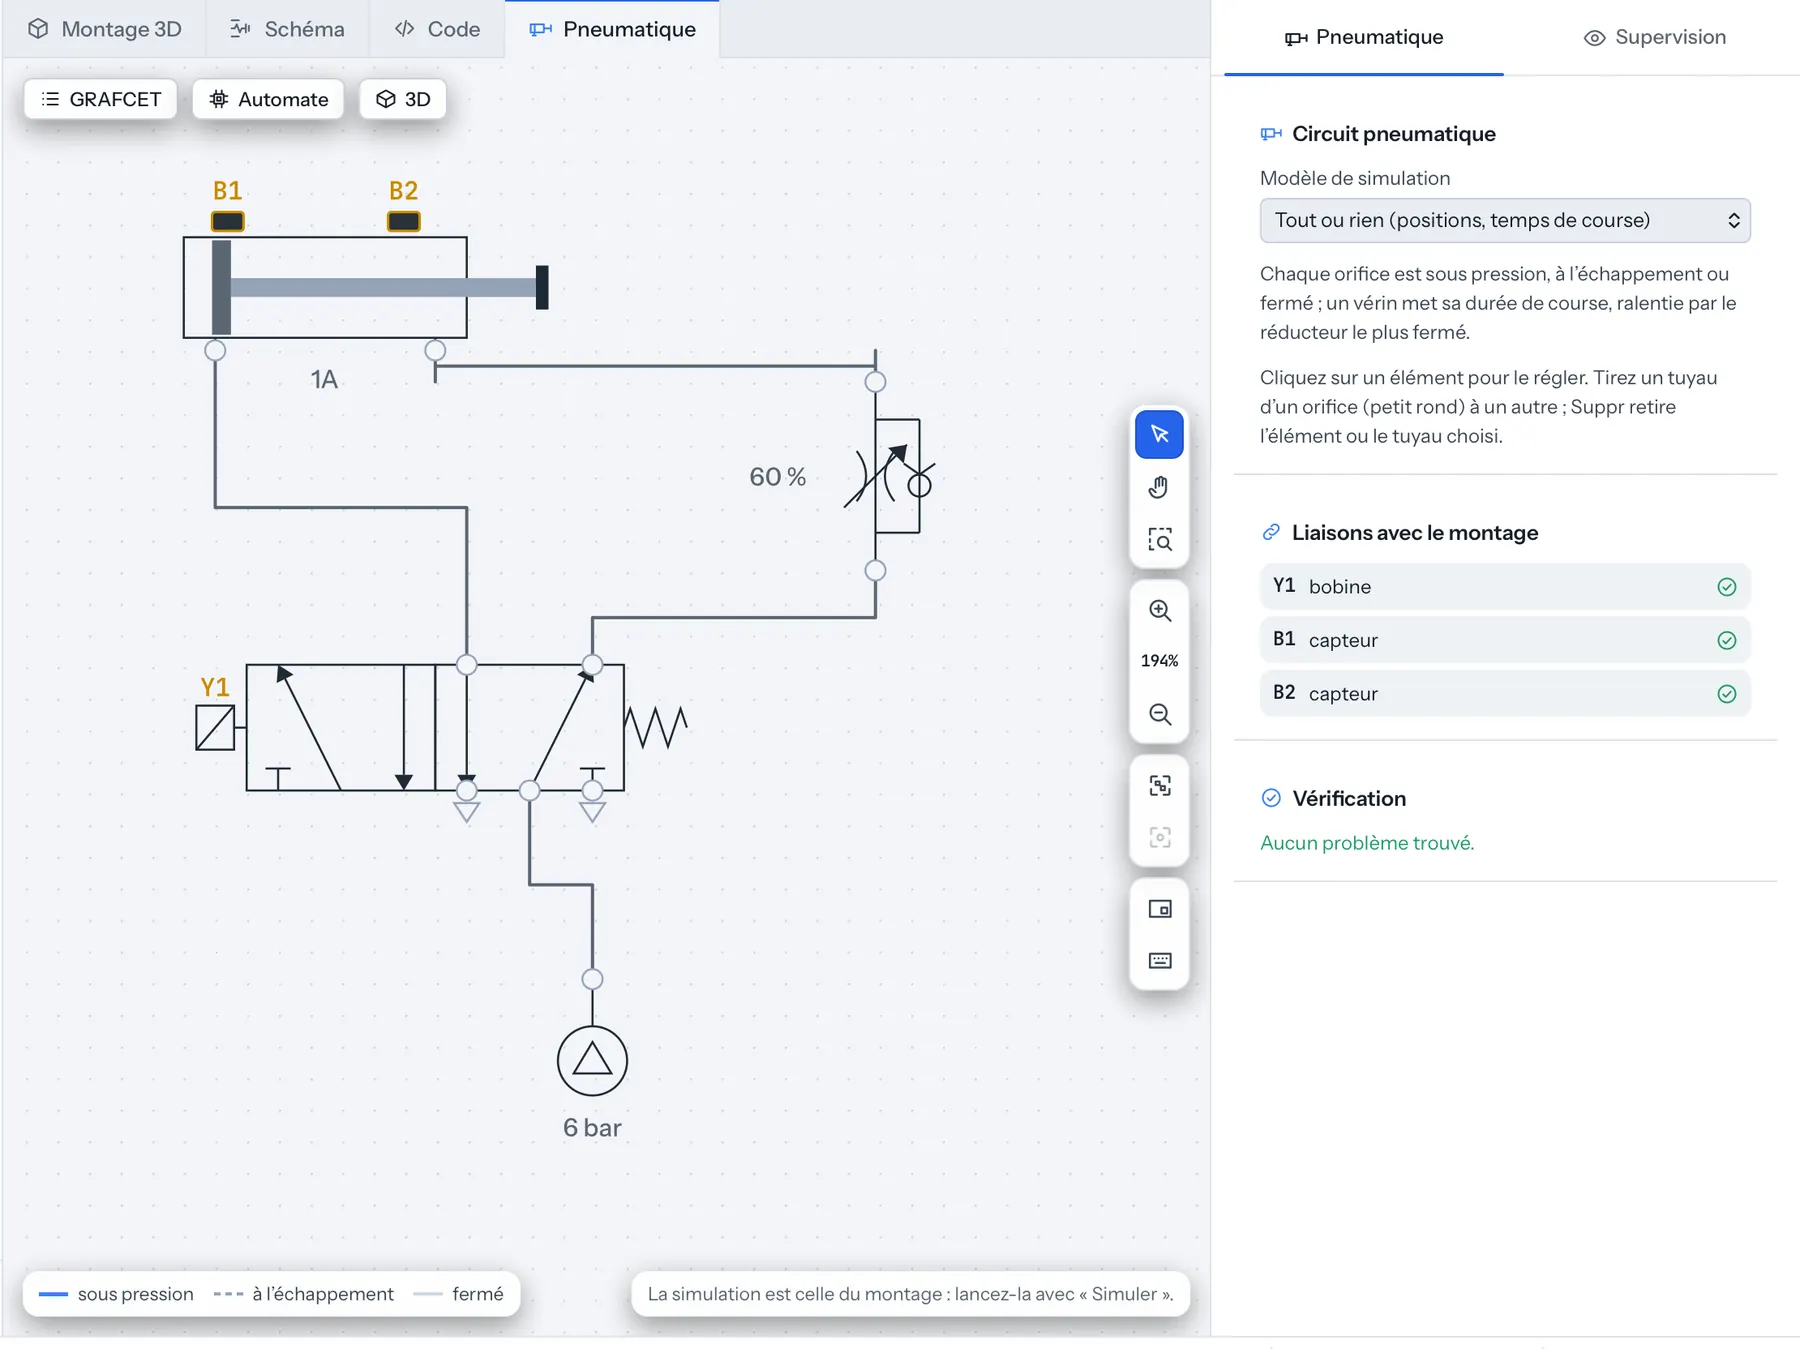 Montage 3D
Schéma
Code
Pneumatique
Pneumatique
Supervision
GRAFCET
Automate
3D
B1
B2
1A
60 %
Y1
6 bar
194%
sous pression
à l'échappement
fermé
La simulation est celle du montage : lancez-la avec « Simuler ».
Circuit pneumatique
Modèle de simulation
Tout ou rien (positions, temps de course)
Chaque orifice est sous pression, à l'échappement ou
fermé ; un vérin met sa durée de course, ralentie par le
réducteur le plus fermé.
Cliquez sur un élément pour le régler. Tirez un tuyau
d'un orifice (petit rond) à un autre ; Suppr retire
l'élément ou le tuyau choisi.
Liaisons avec le montage
Y1 bobine
B1 capteur
B2 capteur
Vérification
Aucun problème trouvé.